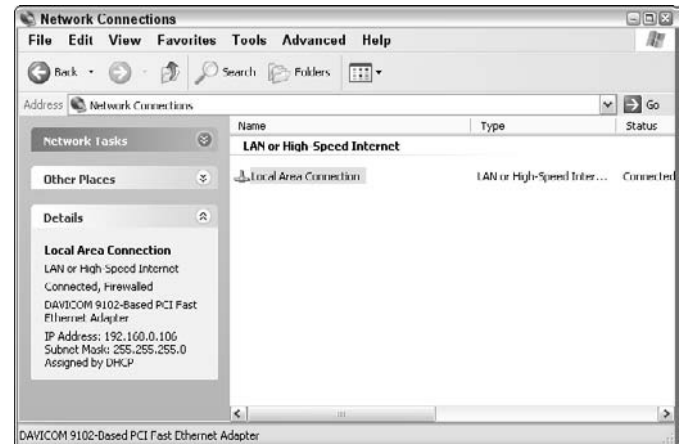 Network Connections
File Edit View Favorites Tools Advanced Help
Back Search Folders
Address Network Connections Go
Name Type Status
Network Tasks
LAN or High-Speed Internet
Other Places
Local Area Connection LAN or High-Speed Inter... Connected
Details
Local Area Connection
LAN or High-Speed Internet
Connected, Firewalled
DAVICOM 9102-Based PCI Fast
Ethernet Adapter
IP Address: 192.168.0.106
Subnet Mask: 255.255.255.0
Assigned by DHCP
DAVICOM 9102-Based PCI Fast Ethernet Adapter